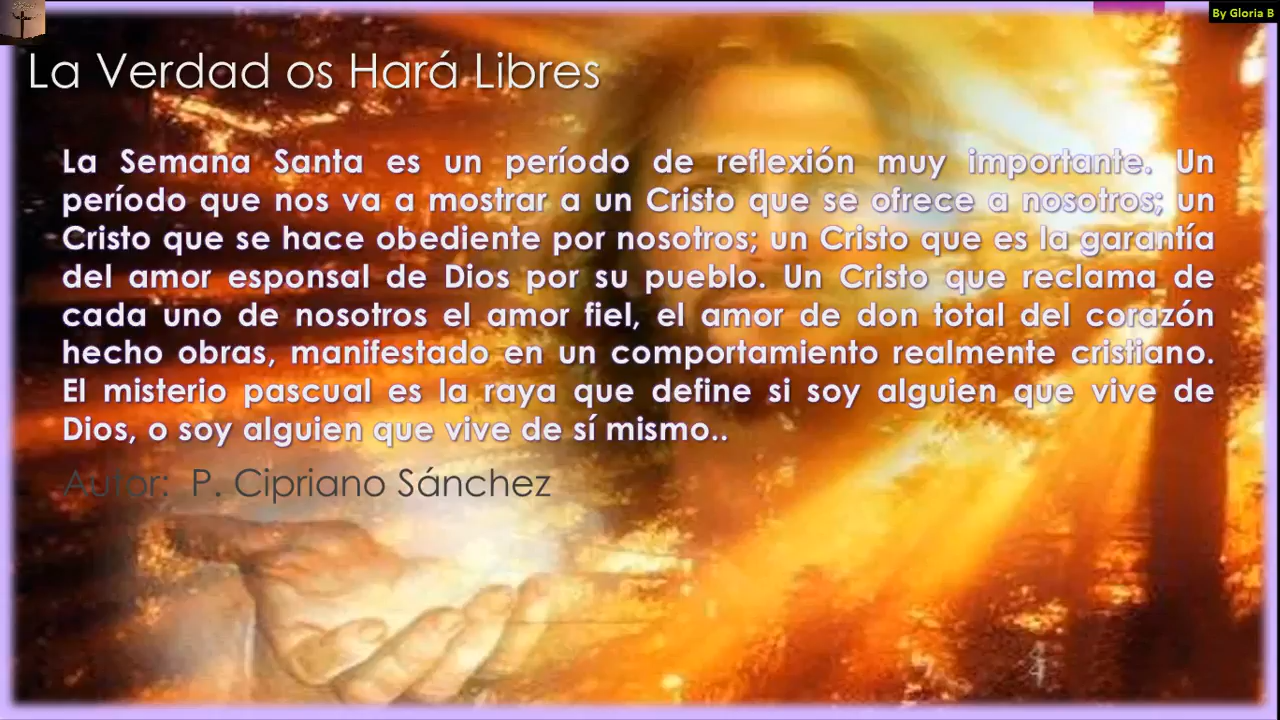 By Gloria B
La Verdad os Hará Libres
La Semana Santa es un período de reflexión muy importante. Un
período que nos va a mostrar a un Cristo que se ofrece a nosotros; un
Cristo que se hace obediente por nosotros; un Cristo que es la garantía
del amor esponsal de Dios por su pueblo. Un Cristo que reclama de
cada uno de nosotros el amor fiel, el amor de don total del corazón
hecho obras, manifestado en un comportamiento realmente cristiano.
El misterio pascual es la raya que define si soy alguien que vive de
Dios, o soy alguien que vive de sí mismo..
Autor: P. Cipriano Sánchez